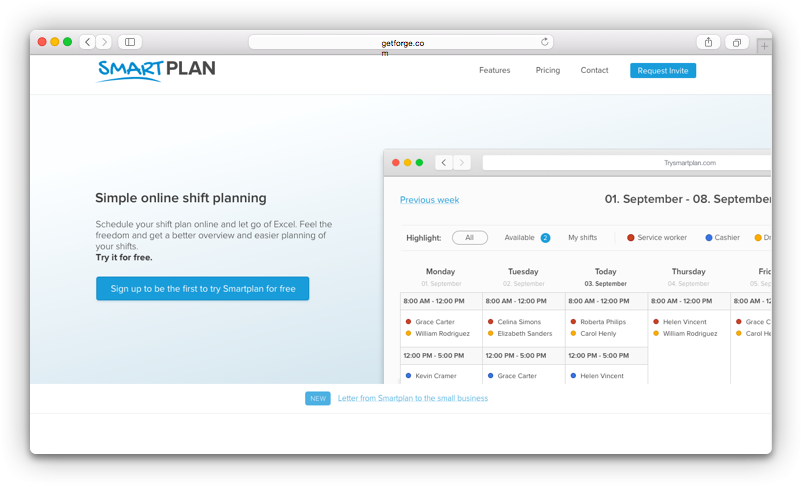 getforge.co
m
SMARTPLAN
Features Pricing Contact Request Invite
Trysmartplan.com
Simple online shift planning
Schedule your shift plan online and let go of Excel. Feel the
freedom and get a better overview and easier planning of
your shifts.
Try it for free.
Sign up to be the first to try Smartplan for free
Previous week 01. September - 08. September
Highlight: All Available 2 My shifts Service worker Cashier
Monday Tuesday Today Thursday
01. September 02. September 03. September 04. September
8:00 AM - 12:00 PM 8:00 AM - 12:00 PM 8:00 AM - 12:00 PM 8:00 AM - 12:00 PM
Grace Carter Celina Simons Roberta Philips Helen Vincent Grace C
William Rodriguez Elizabeth Sanders Carol Henly William Rodriguez Carol He
12:00 PM - 5:00 PM 12:00 PM - 5:00 PM 12:00 PM - 5:00 PM
Kevin Cramer Grace Carter Helen Vincent
NEW Letter from Smartplan to the small business